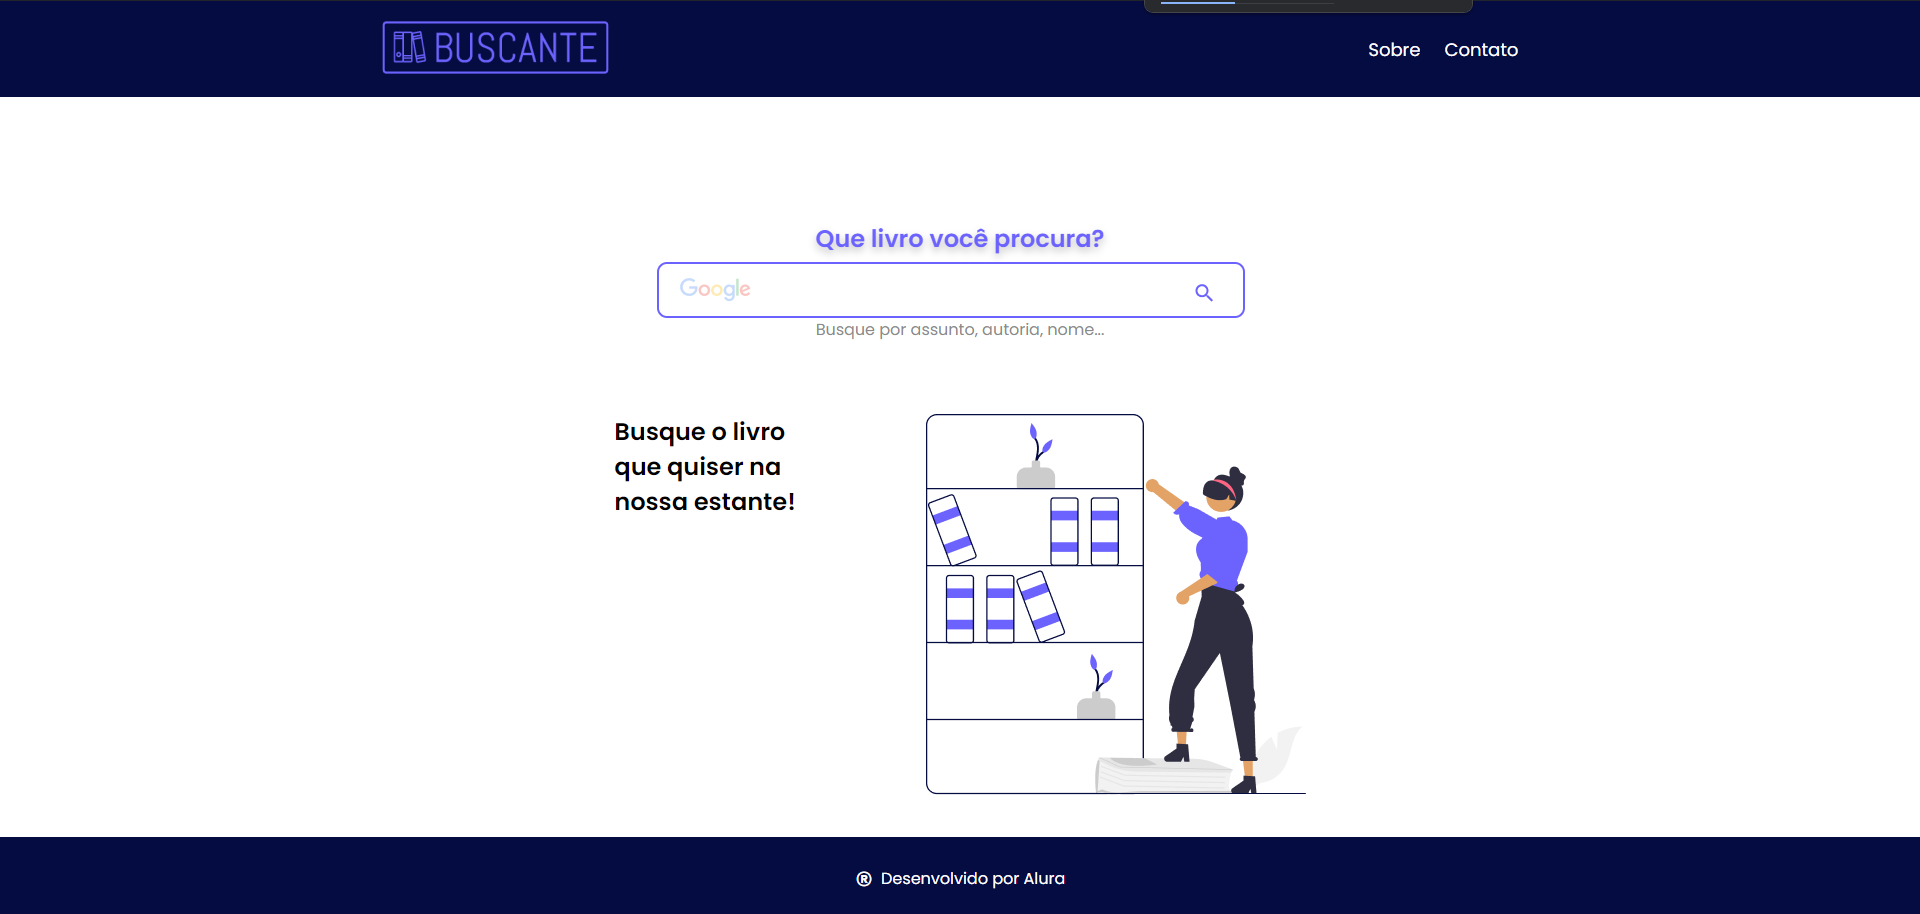 BUSCANTE
Sobre Contato
Que livro você procura?
Google
Busque por assunto, autoria, nome...
Busque o livro
que quiser na
nossa estante!
® Desenvolvido por Alura